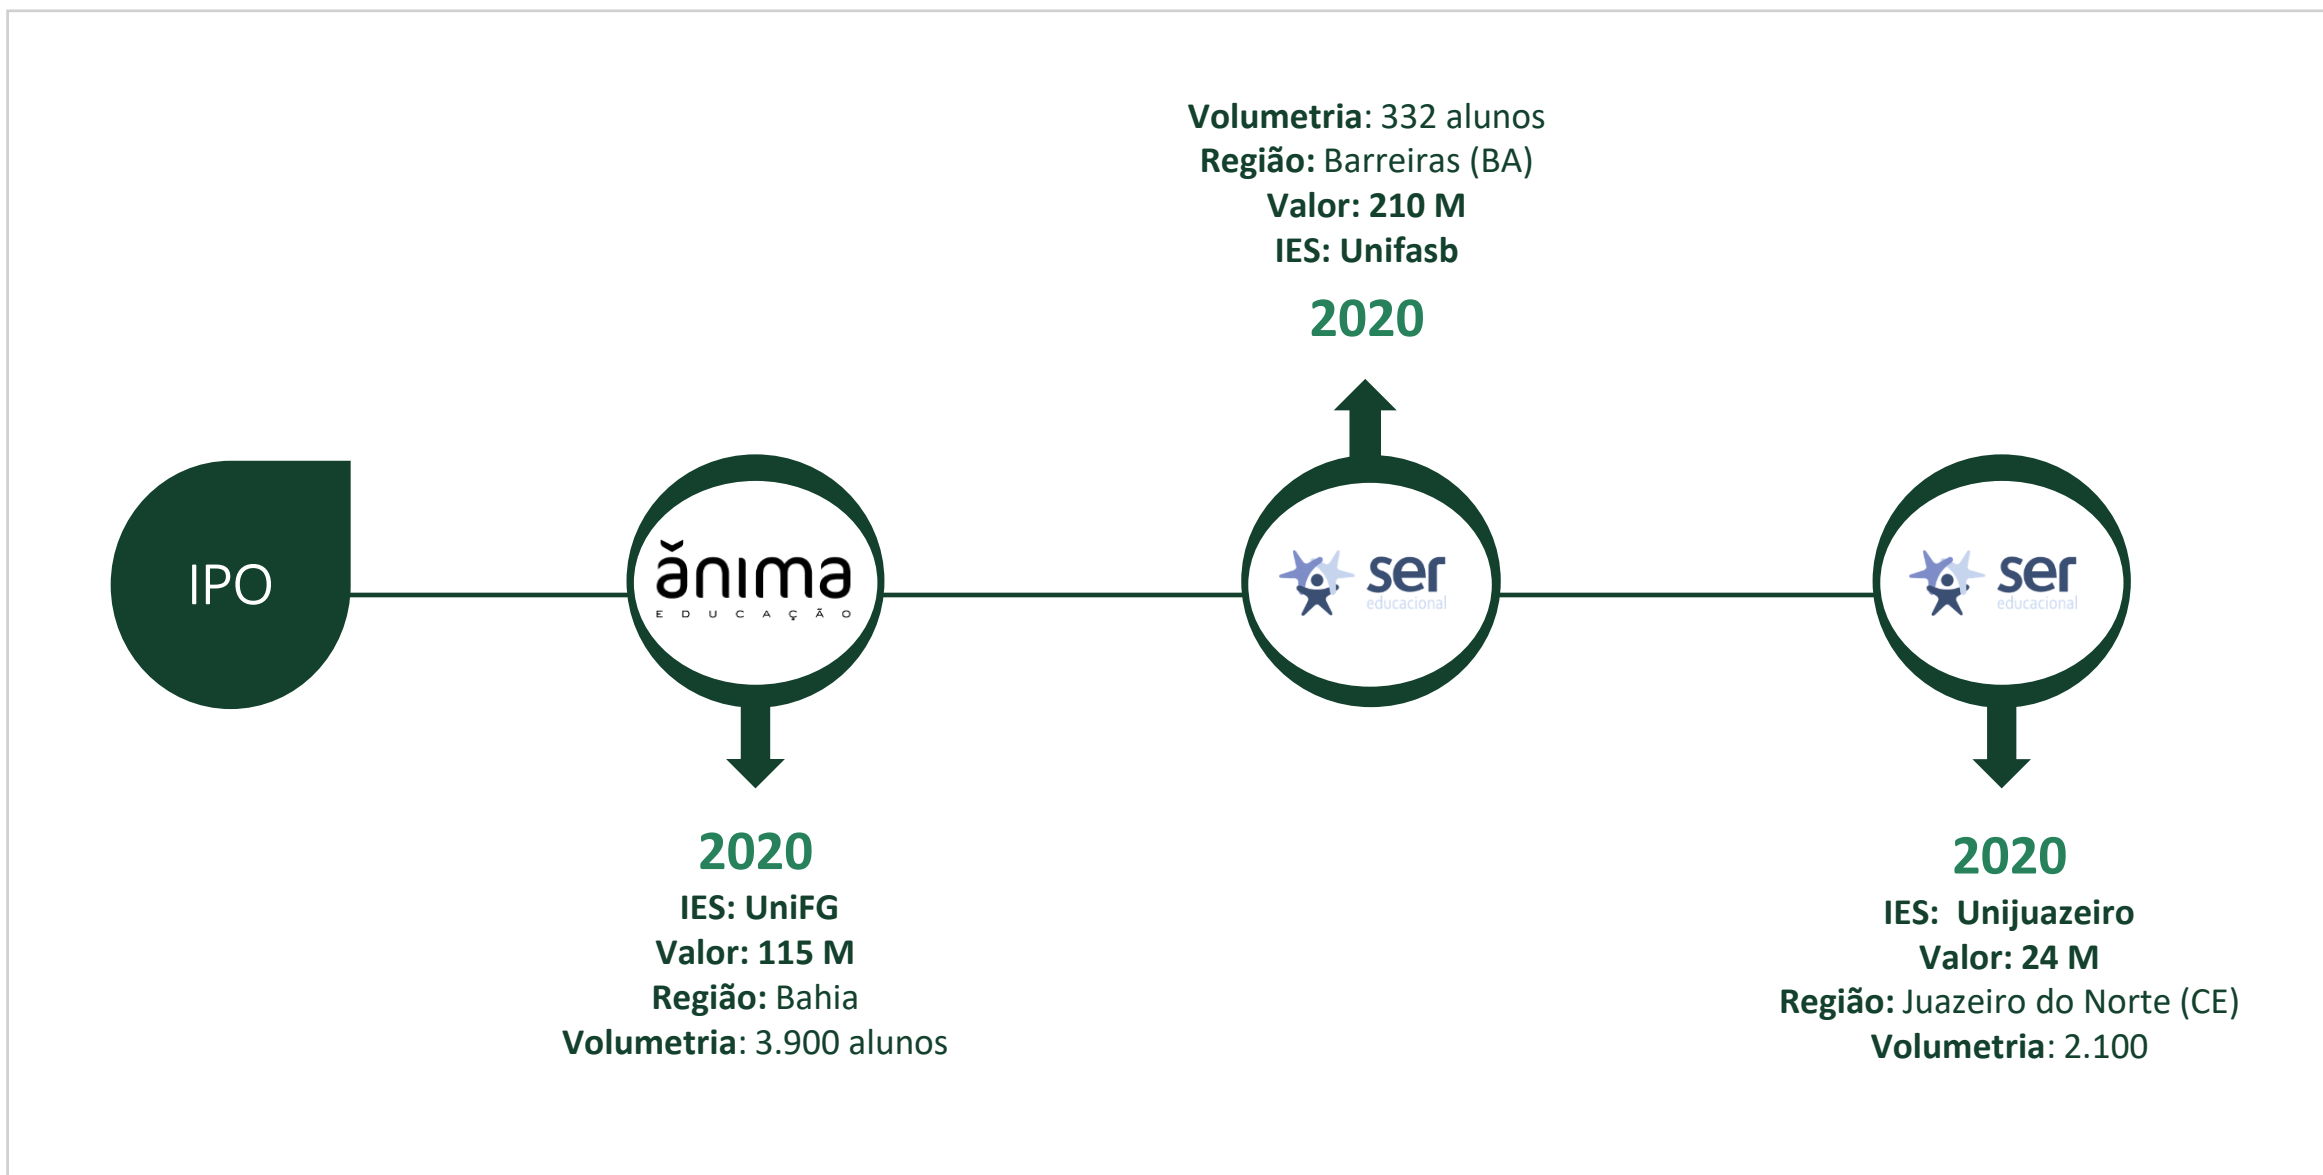 IPO
ănıma
EDUCAÇÃO
2020
IES: UniFG
Valor: 115 M
Região: Bahia
Volumetria: 3.900 alunos
Volumetria: 332 alunos
Região: Barreiras (BA)
Valor: 210 M
IES: Unifasb
2020
ser
educacional
ser
educacional
2020
IES:  Unijuazeiro
Valor: 24 M
Região: Juazeiro do Norte (CE)
Volumetria: 2.100